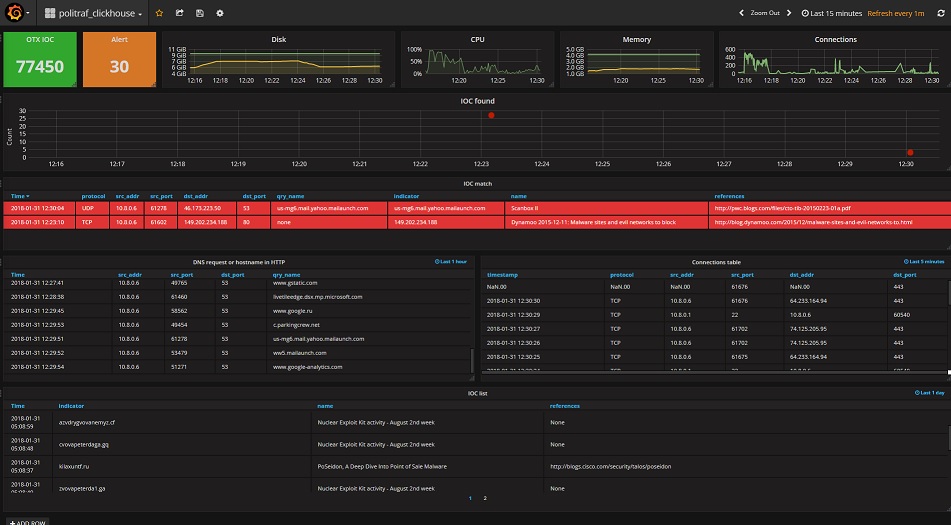 politraf_clickhouse
Zoom Out
Last 15 minutes Refresh every 1m
OTX IOC
77450
Alert
30
Disk
11 GiB
9 GiB
8 GiB
6 GiB
4 GiB
12:16 12:18 12:20 12:22 12:24 12:26 12:28 12:30
CPU
100%
50%
0%
12:20 12:30
Memory
5.0 GiB
4.0 GiB
3.0 GiB
2.0 GiB
1.0 GiB
12:20 12:25 12:30
Connections
600
400
200
0
12:16 12:18 12:20 12:22 12:24 12:26 12:28 12:30
IOC found
Count
30
25
20
15
10
5
0
12:16 12:17 12:18 12:19 12:20 12:21 12:22 12:23 12:24 12:25 12:26 12:27 12:28 12:29 12:30
IOC match
Time protocol src_addr src_port dst_addr dst_port qry_name indicator name references
2018-01-31 12:30:04 UDP 10.8.0.6 61278 46.173.223.50 53 us-mg6.mail.yahoo.mailaunch.com us-mg6.mail.yahoo.mailaunch.com Scanbox II http://pwc.blogs.com/files/cto-tib-20150223-01a.pdf
2018-01-31 12:23:10 TCP 10.8.0.6 61602 149.202.234.188 80 none 149.202.234.188 Dynamoo 2015-12-11: Malware sites and evil networks to block http://blog.dynamoo.com/2015/12/malware-sites-and-evil-networks-to.html
DNS request or hostname in HTTP
Last 1 hour
Time src_addr src_port dst_port qry_name
2018-01-31 12:27:41 10.8.0.6 49765 53 www.gstatic.com
2018-01-31 12:28:38 10.8.0.6 61460 53 livetileedge.dsx.mp.microsoft.com
2018-01-31 12:29:45 10.8.0.6 58562 53 www.google.ru
2018-01-31 12:29:53 10.8.0.6 49454 53 c.parkingcrew.net
2018-01-31 12:29:51 10.8.0.6 61278 53 us-mg6.mail.yahoo.mailaunch.com
2018-01-31 12:29:52 10.8.0.6 53479 53 ww5.mailaunch.com
2018-01-31 12:29:54 10.8.0.6 51271 53 www.google-analytics.com
Connections table
Last 5 minutes
timestamp protocol src_addr src_port dst_addr dst_port
NaN.00 NaN.00 NaN.00 61676 NaN.00 443
2018-01-31 12:30:30 TCP 10.8.0.6 61676 64.233.164.94 443
2018-01-31 12:30:29 TCP 10.8.0.1 22 10.8.0.6 60540
2018-01-31 12:30:27 TCP 10.8.0.6 61702 74.125.205.95 443
2018-01-31 12:30:26 TCP 10.8.0.6 61702 74.125.205.95 443
2018-01-31 12:30:25 TCP 10.8.0.6 61675 64.233.164.94 443
IOC list
Last 1 day
Time indicator name references
2018-01-31 05:08:59 azvdrygvovanemyz.cf Nuclear Exploit Kit activity - August 2nd week None
2018-01-31 05:08:48 cvovapeterdaga.gq Nuclear Exploit Kit activity - August 2nd week None
2018-01-31 05:08:37 kilaxuntf.ru PoSeidon, A Deep Dive Into Point of Sale Malware http://blogs.cisco.com/security/talos/poseidon
2018-01-31 zvovapeterda1.ga Nuclear Exploit Kit activity - August 2nd week None
1 2
ADD ROW